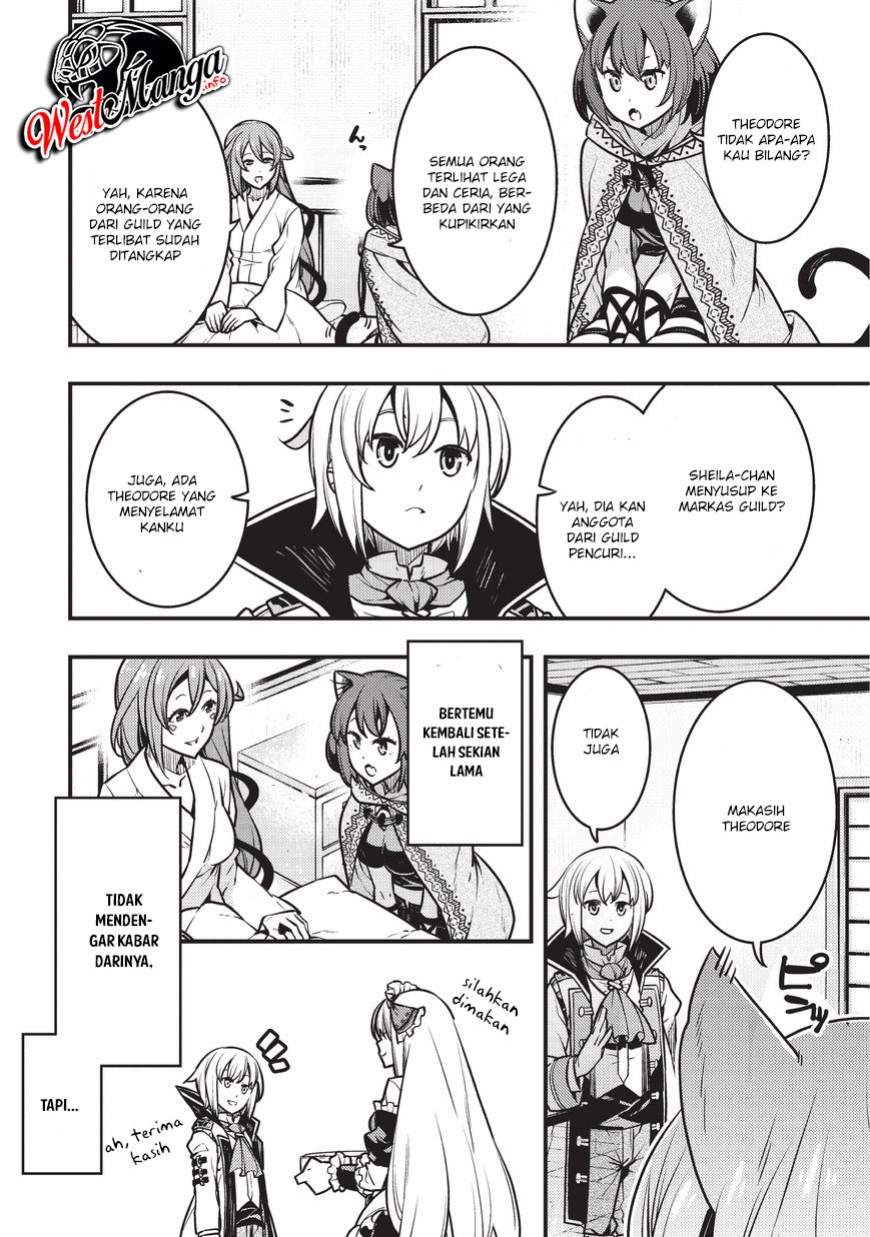 WestManga
.info
THEODORE
TIDAK APA-APA
KAU BILANG?
SEMUA ORANG
TERLIHAT LEGA
DAN CERIA, BER-
BEDA DARI YANG
KUPIKIRKAN
ん〜
YAH, KARENA
ORANG-ORANG
DARI GUILD YANG
TERLIBAT SUDAH
DITANGKAP
SHEILA-CHAN
MENYUSUP KE
MARKAS GUILD?
YAH, DIA KAN
ANGGOTA
DARI GUILD
PENCURI...
JUGA, ADA
THEODORE YANG
MENYELAMAT
KANKU
MAKASIH
THEODORE
TIDAK
JUGA
BERTEMU
KEMBALI SETE-
LAH SEKIAN
LAMA
TIDAK
MENDEN-
GAR KABAR
DARINYA.
silahkan
dimakan
ah, terima
kasih
TAPI...